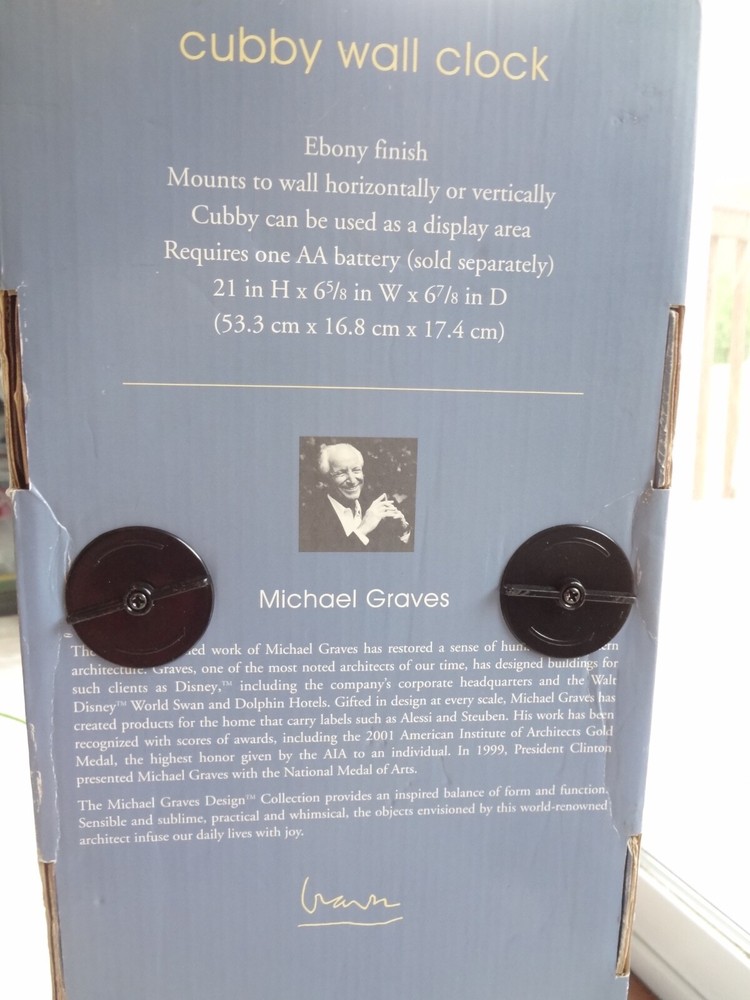 cubby wall clock
Ebony finish
Mounts to wall horizontally or vertically
Cubby can be used as a display area
Requires one AA battery (sold separately)
21 in H x 6⁵/₈ in W x 6⁷/₈ in D
(53.3 cm x 16.8 cm x 17.4 cm)
Michael Graves
work of Michael Graves has restored a sense of
architecture. Graves, one of the most noted architects of our time, has designed buildings for
such clients as Disney,™ including the company's corporate headquarters and the Walt
Disney™ World Swan and Dolphin Hotels. Gifted in design at every scale, Michael Graves has
created products for the home that carry labels such as Alessi and Steuben. His work has been
recognized with scores of awards, including the 2001 American Institute of Architects Gold
Medal, the highest honor given by the AIA to an individual. In 1999, President Clinton
presented Michael Graves with the National Medal of Arts.
The Michael Graves Design™ Collection provides an inspired balance of form and function.
Sensible and sublime, practical and whimsical, the objects envisioned by this world-renowned
architect infuse our daily lives with joy.
Graves